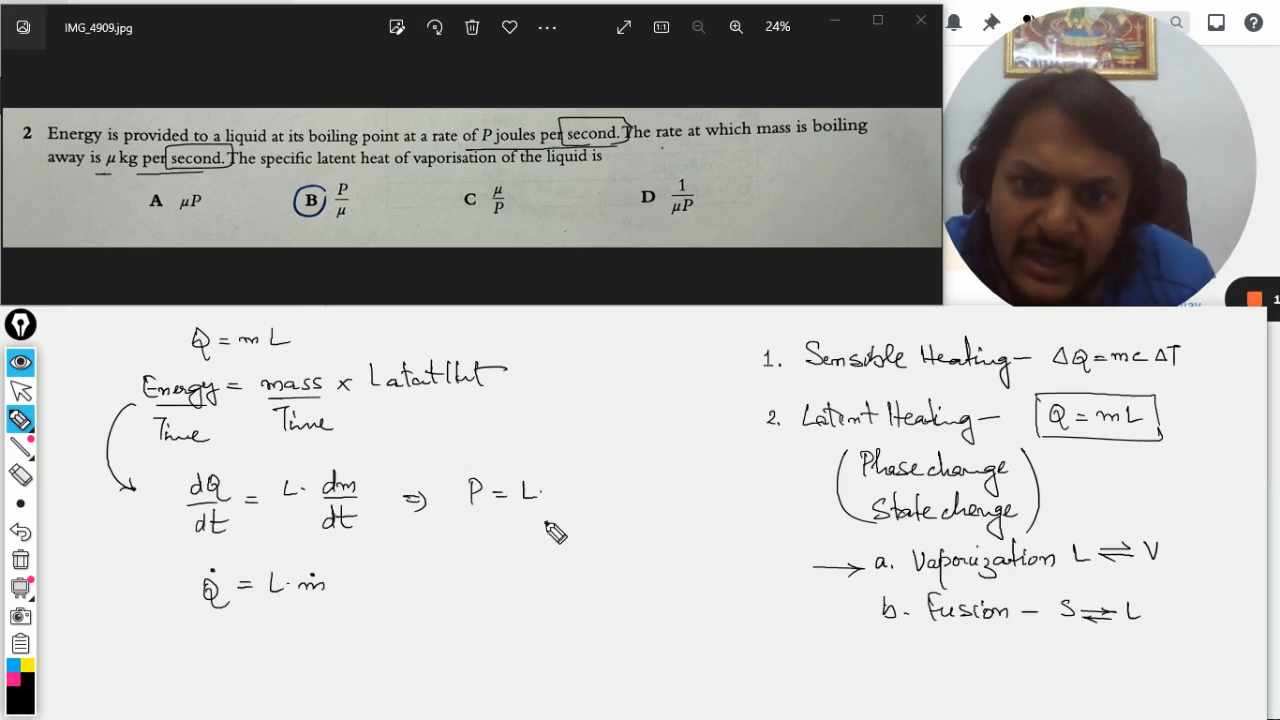 IMG_4909.jpg
24%
2 Energy is provided to a liquid at its boiling point at a rate of P joules per second. The rate at which mass is boiling
away is μ kg per second. The specific latent heat of vaporisation of the liquid is
A μP B P/μ C μ/P D 1/μP
Q = mL
Energy/Time = mass/Time × Latent Heat
dQ/dt = L · dm/dt ⇒ P = L·
Q̇ = L·ṁ
1. Sensible Heating – ΔQ = mcΔT
2. Latent Heating – Q = mL
(Phase change
State change)
→ a. Vaporization L ⇌ V
b. Fusion – S ⇌ L